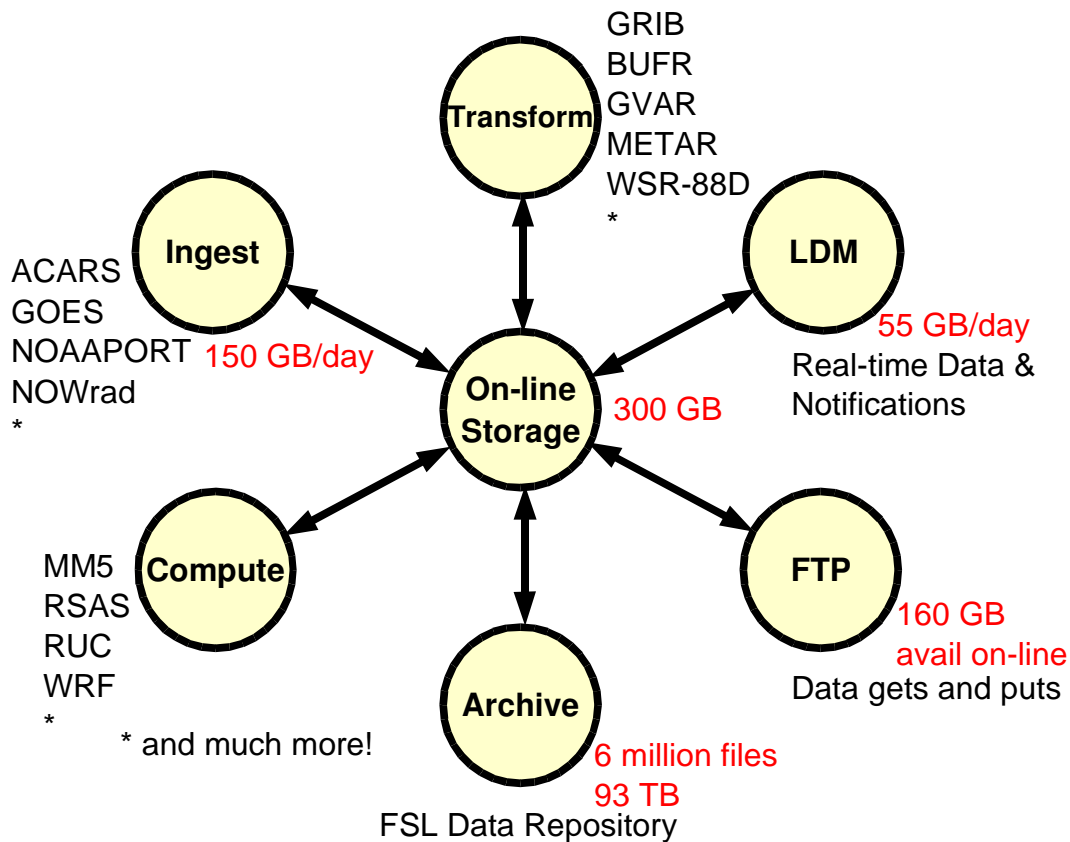 GRIB
BUFR
GVAR
METAR
WSR-88D
*
Transform
Ingest
ACARS
GOES
NOAAPORT
NOWrad
*
150 GB/day
LDM
55 GB/day
Real-time Data &
Notifications
On-line
Storage
300 GB
Compute
MM5
RSAS
RUC
WRF
*
* and much more!
FTP
160 GB
avail on-line
Data gets and puts
Archive
6 million files
93 TB
FSL Data Repository